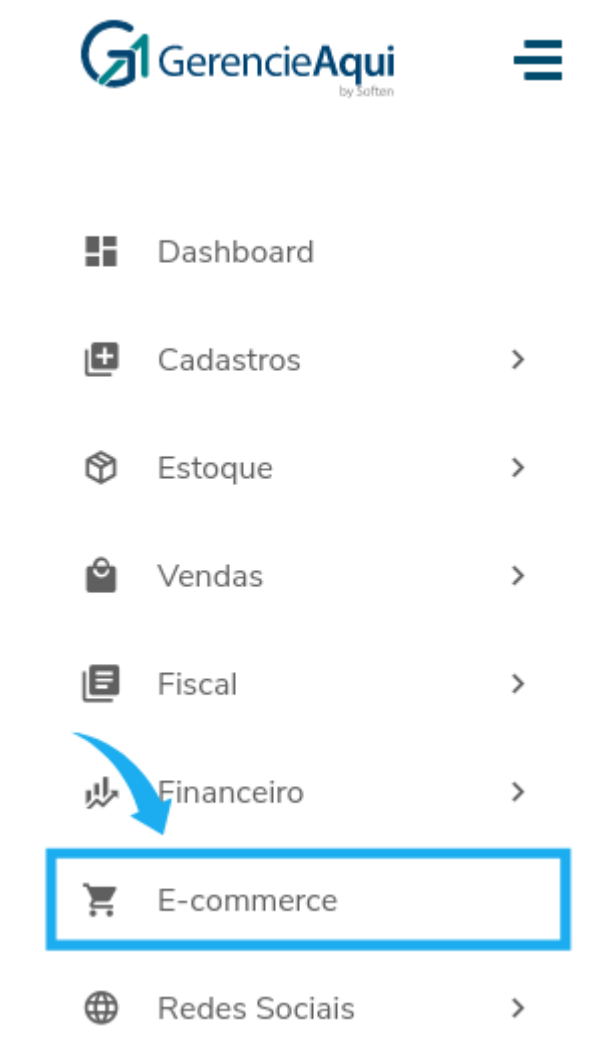 GerencieAqui
by Soften
Dashboard
Cadastros
Estoque
Vendas
Fiscal
Financeiro
E-commerce
Redes Sociais